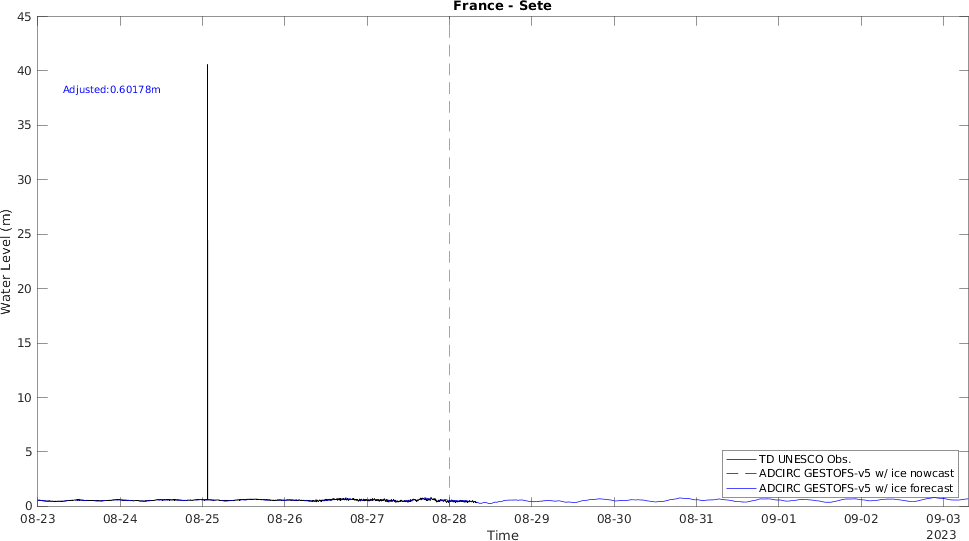 France - Sete
45
40
35
30
25
20
15
10
5
0
Water Level (m)
Adjusted:0.60178m
TD UNESCO Obs.
ADCIRC GESTOFS-v5 w/ ice nowcast
ADCIRC GESTOFS-v5 w/ ice forecast
08-23 08-24 08-25 08-26 08-27 08-28 08-29 08-30 08-31 09-01 09-02 09-03
2023
Time